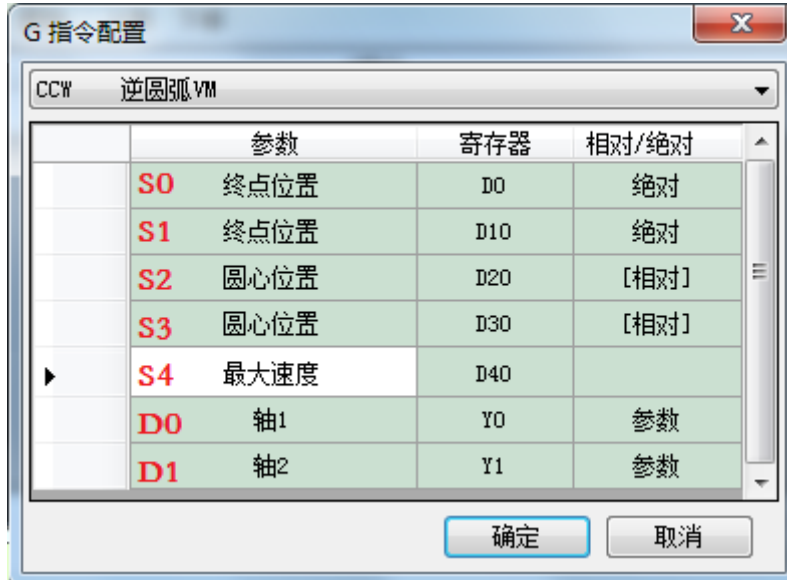 G 指令配置
CCW 逆圆弧VM
参数 寄存器 相对/绝对
S0 终点位置 D0 绝对
S1 终点位置 D10 绝对
S2 圆心位置 D20 [相对]
S3 圆心位置 D30 [相对]
S4 最大速度 D40
D0 轴1 Y0 参数
D1 轴2 Y1 参数
确定 取消